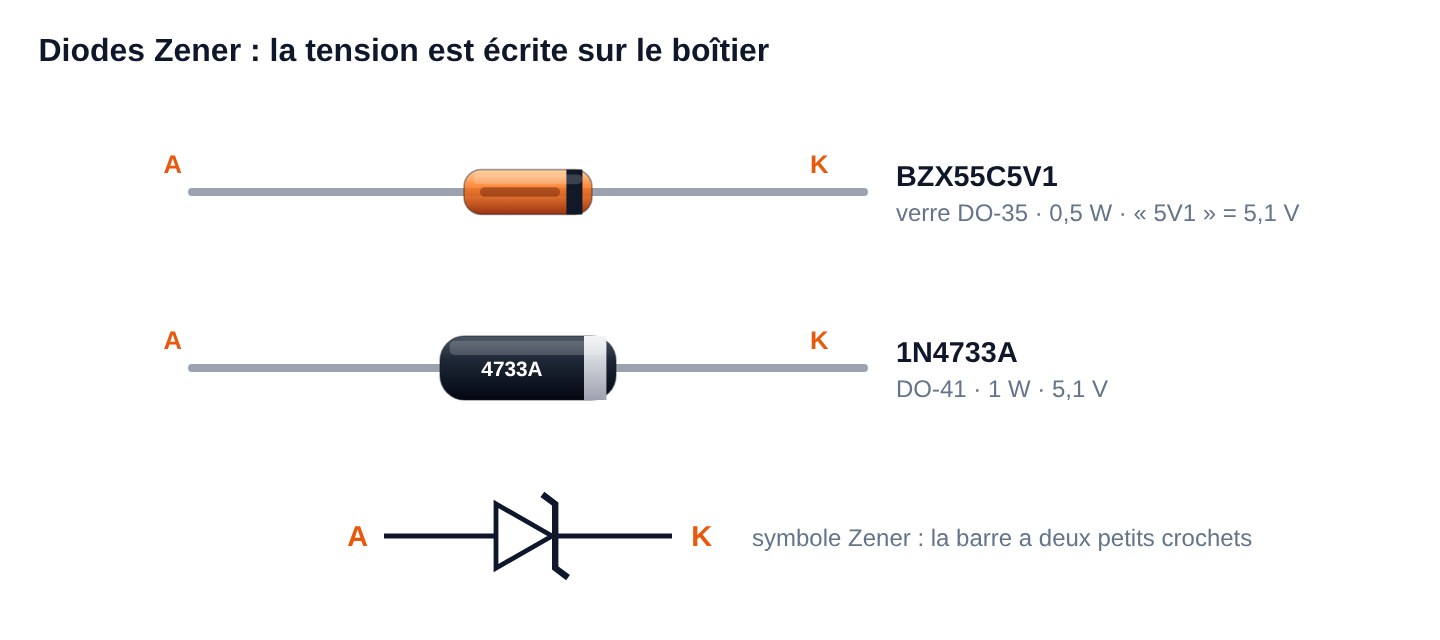 Diodes Zener : la tension est écrite sur le boîtier
A
K
BZX55C5V1
verre DO-35 · 0,5 W · « 5V1 » = 5,1 V
A
K
4733A
1N4733A
DO-41 · 1 W · 5,1 V
A
K
symbole Zener : la barre a deux petits crochets